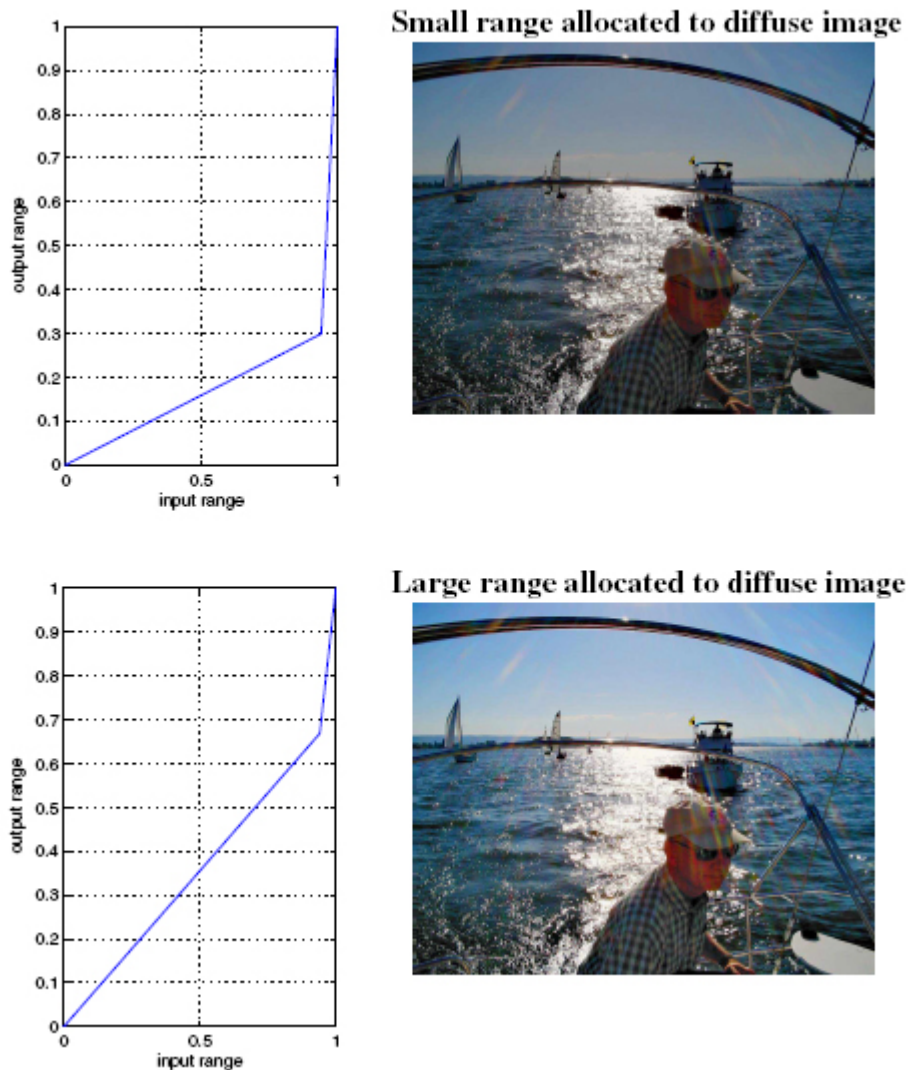 Small range allocated to diffuse image
1
0.9
0.8
0.7
0.6
0.5
0.4
0.3
0.2
0.1
0
output range
0 0.5 1
input range
Large range allocated to diffuse image
1
0.9
0.8
0.7
0.6
0.5
0.4
0.3
0.2
0.1
0
output range
0 0.5 1
input range